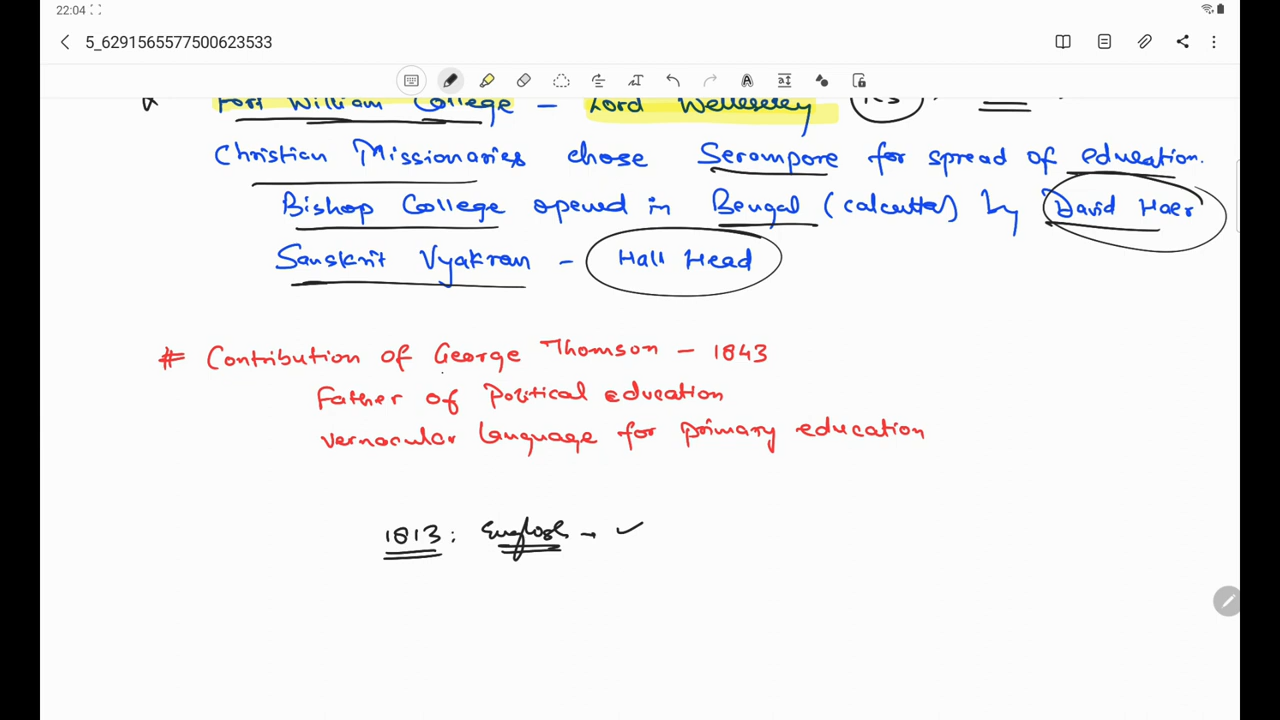 22:04
5_6291565577500623533
Fort William College - Lord Welleseley
Christian Missionaries chose Serompore for spread of education.
Bishop College opened in Bengal (calcutta) by David Haer
Sanskrit Vyakran - Hall Head
# Contribution of George Thomson - 1843
Father of Political education
vernacular language for primary education
1813: English → ✓